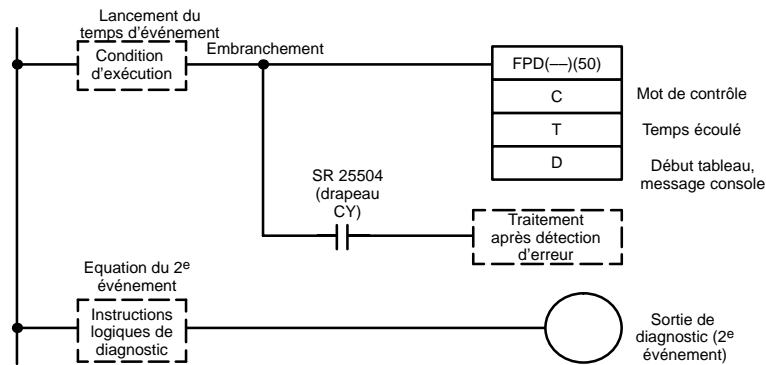 Lancement du
temps d'événement
Condition
d'exécution
Embranchement
FPD(––)(50)
C
Mot de contrôle
T
Temps écoulé
D
Début tableau,
message console
SR 25504
(drapeau
CY)
Traitement
après détection
d'erreur
Equation du 2e
événement
Instructions
logiques de
diagnostic
Sortie de
diagnostic (2e
événement)